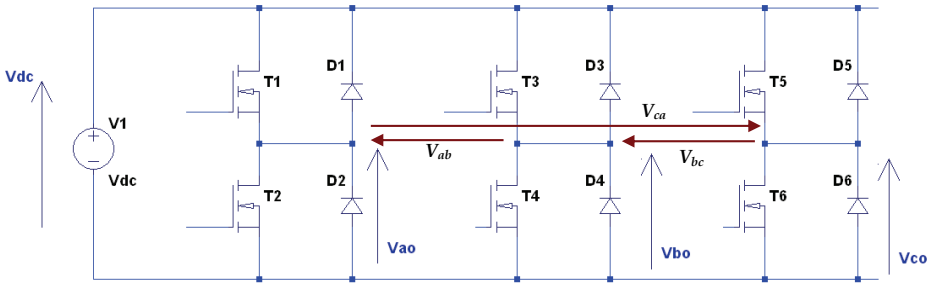 Vdc
V1
Vdc
T1
D1
T3
D3
T5
D5
Vca
Vab
Vbc
T2
D2
T4
D4
T6
D6
Vao
Vbo
Vco